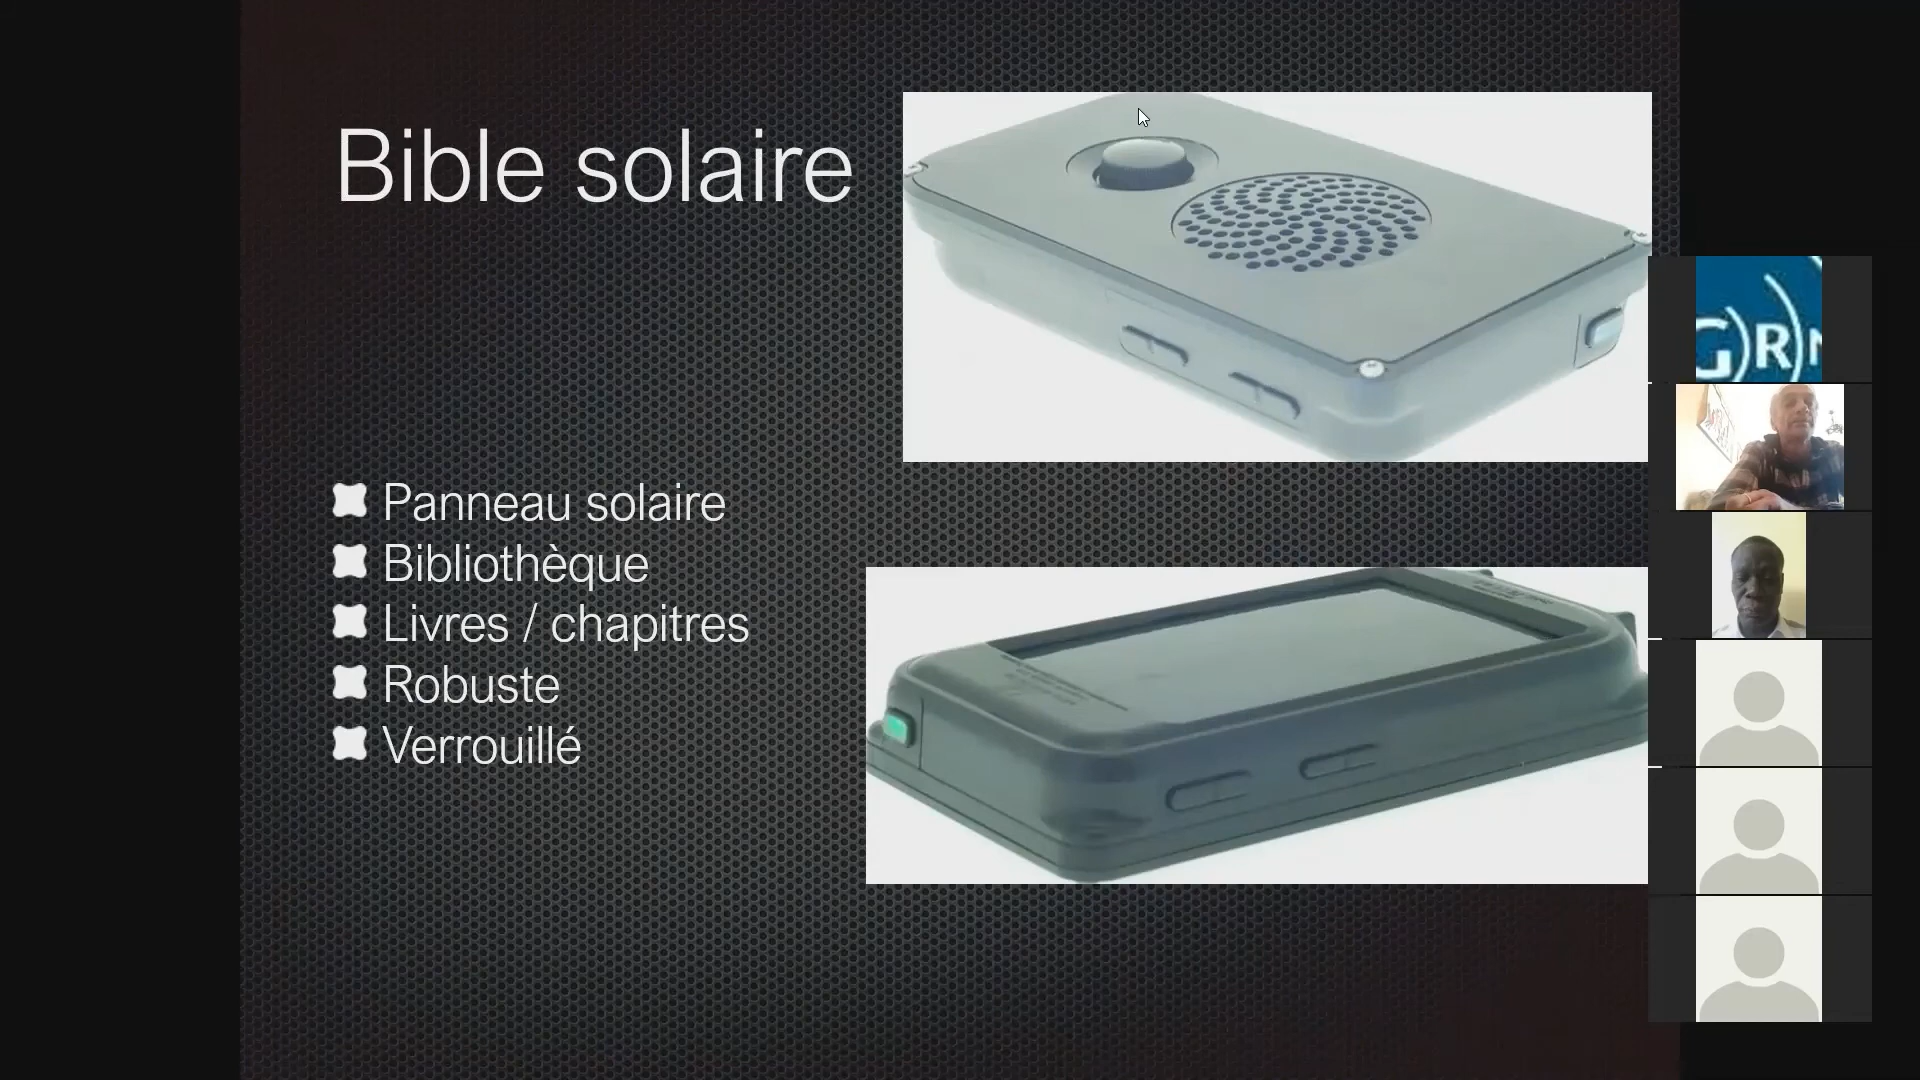 Bible solaire
Panneau solaire
Bibliothèque
Livres / chapitres
Robuste
Verrouillé
G)R)N